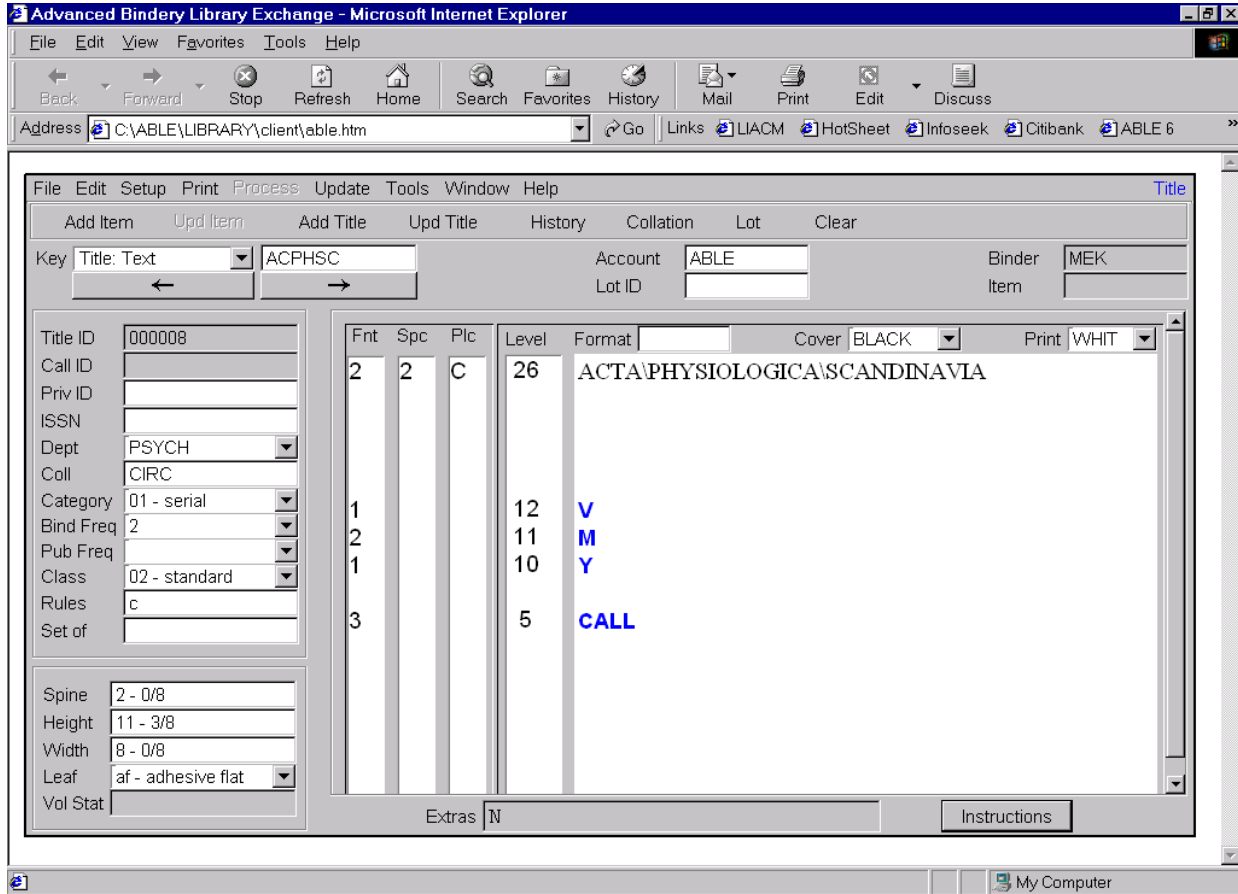 Advanced Bindery Library Exchange - Microsoft Internet Explorer
File Edit View Favorites Tools Help
Back Forward Stop Refresh Home Search Favorites History Mail Print Edit Discuss
Address C:\ABLE\LIBRARY\client\able.htm Go Links LIACM HotSheet Infoseek Citibank ABLE 6 »
File Edit Setup Print Process Update Tools Window Help Title
Add Item Upd Item Add Title Upd Title History Collation Lot Clear
Key Title: Text ACPHSC Account ABLE Binder MEK
← → Lot ID Item
Title ID 000008 Fnt Spc Plc Level Format Cover BLACK Print WHIT
Call ID 2 2 C 26 ACTA\PHYSIOLOGICA\SCANDINAVIA
Priv ID
ISSN
Dept PSYCH
Coll CIRC
Category 01 - serial 1 12 V
Bind Freq 2 2 11 M
Pub Freq 1 10 Y
Class 02 - standard
Rules c 3 5 CALL
Set of
Spine 2 - 0/8
Height 11 - 3/8
Width 8 - 0/8
Leaf af - adhesive flat
Vol Stat Extras N Instructions
My Computer